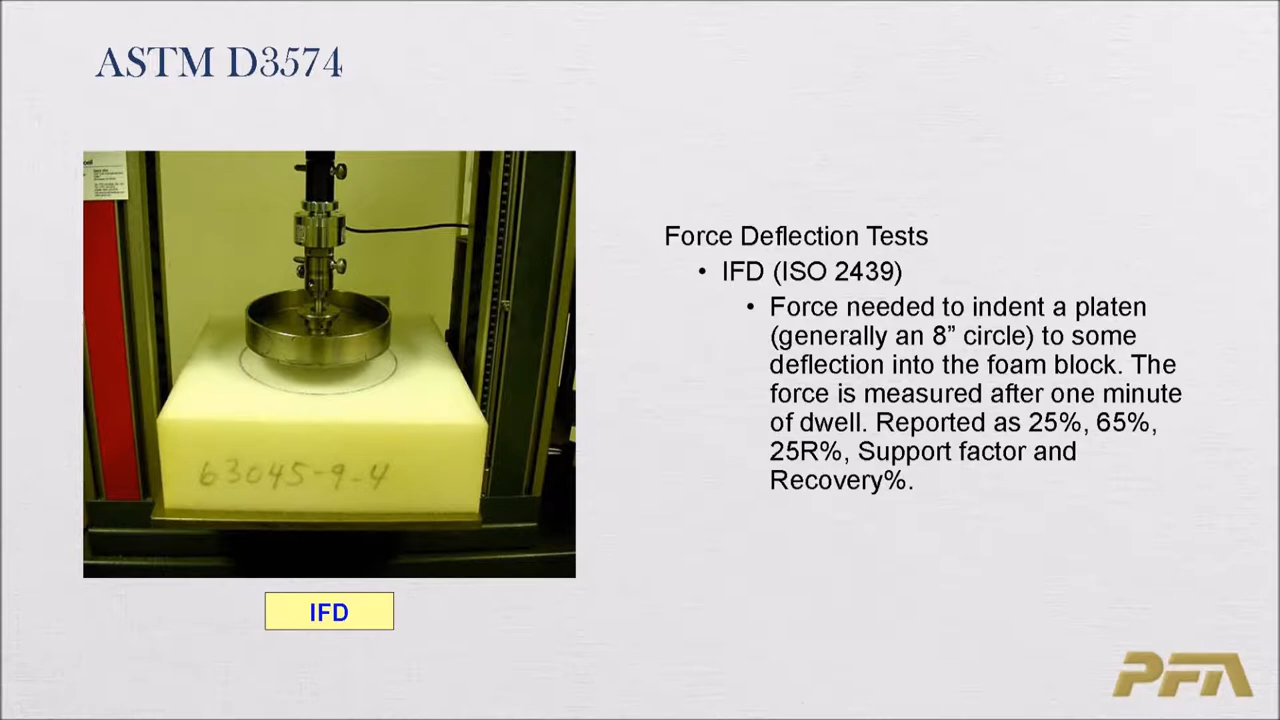 ASTM D3574
Force Deflection Tests
• IFD (ISO 2439)
• Force needed to indent a platen
(generally an 8” circle) to some
deflection into the foam block. The
force is measured after one minute
of dwell. Reported as 25%, 65%,
25R%, Support factor and
Recovery%.
63045-9-4
IFD
PFA